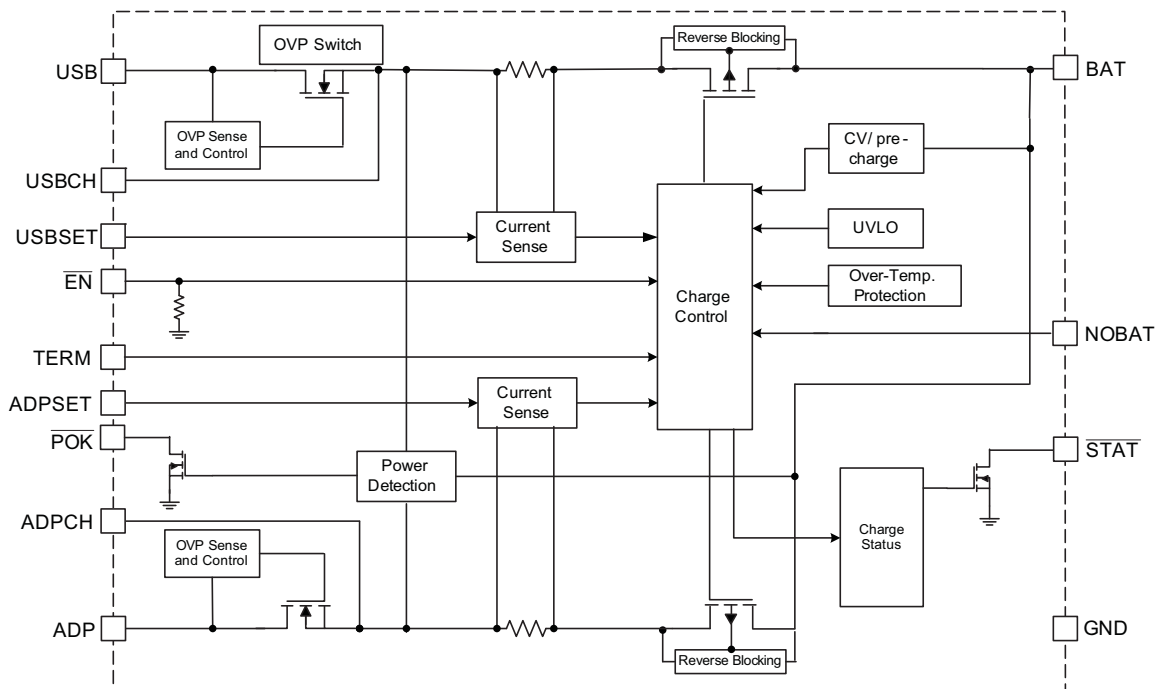 OVP Switch
Reverse Blocking
USB
BAT
OVP Sense
and Control
CV/ pre-
charge
USBCH
USBSET
Current
Sense
UVLO
EN
Over-Temp.
Protection
Charge
Control
NOBAT
TERM
ADPSET
Current
Sense
POK
STAT
Power
Detection
ADPCH
OVP Sense
and Control
Charge
Status
ADP
GND
Reverse Blocking